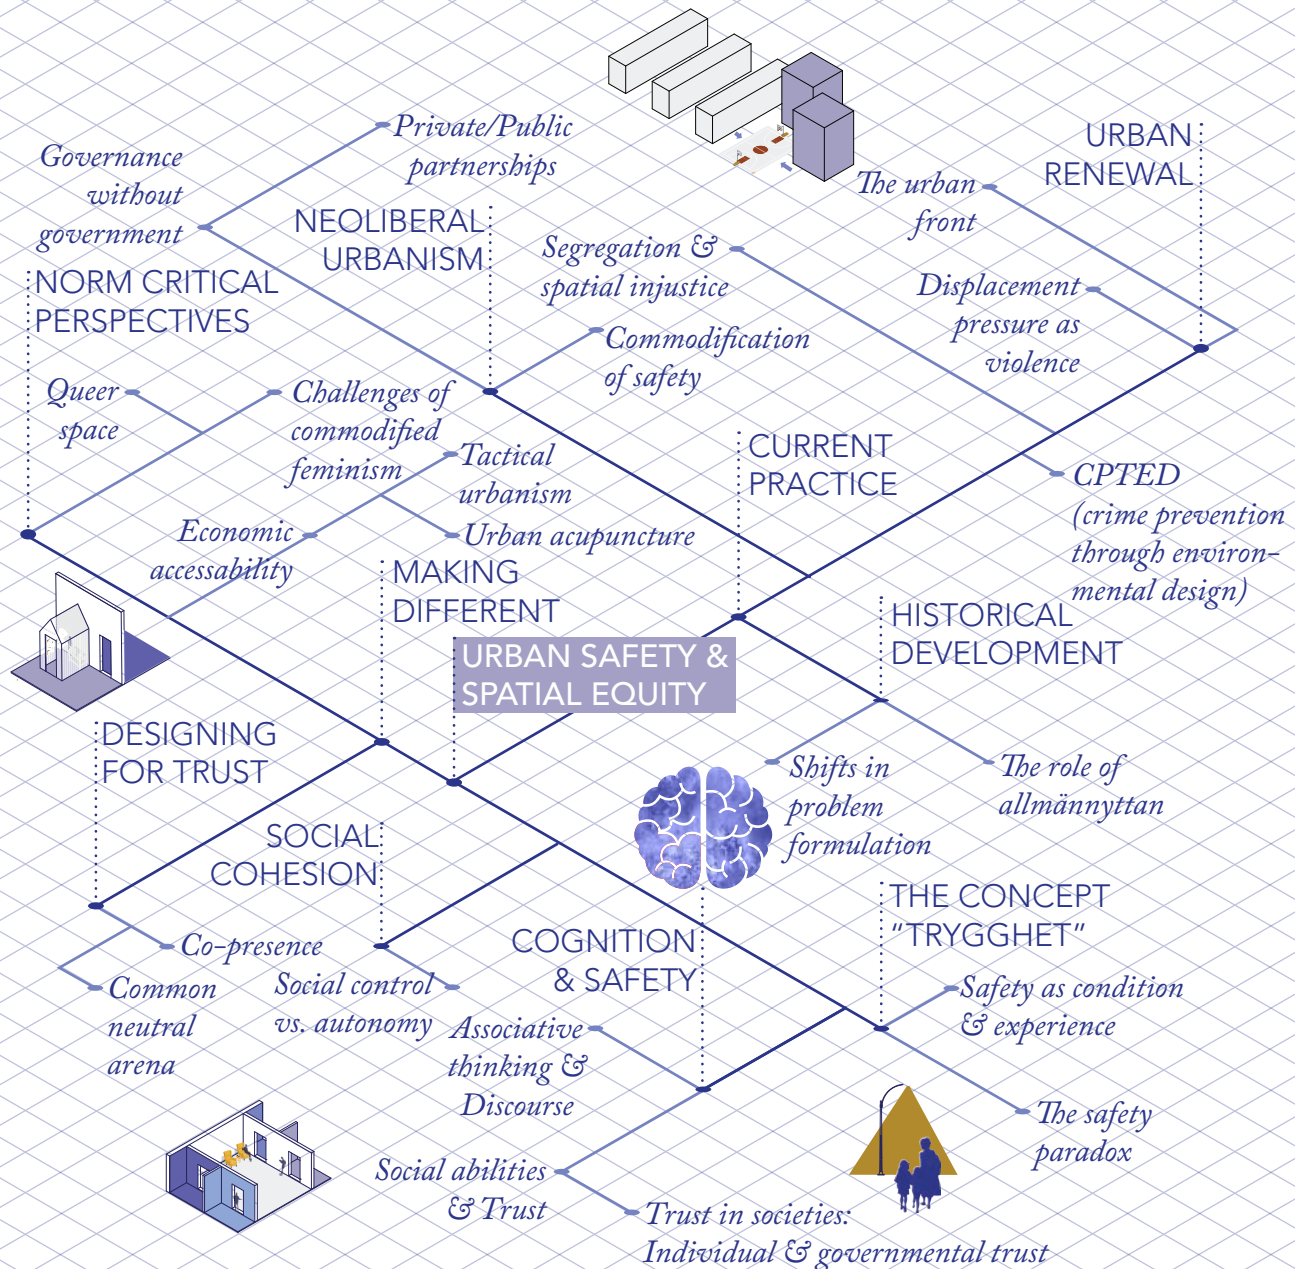 Private/Public
partnerships
Governance
without
government
URBAN
RENEWAL
The urban
front
NEOLIBERAL
URBANISM
Segregation &
spatial injustice
NORM CRITICAL
PERSPECTIVES
Displacement
pressure as
violence
Commodification
of safety
Queer
space
Challenges of
commodified
feminism
Tactical
urbanism
CURRENT
PRACTICE
CPTED
(crime prevention
through environ-
mental design)
Economic
accessability
Urban acupuncture
MAKING
DIFFERENT
HISTORICAL
DEVELOPMENT
URBAN SAFETY &
SPATIAL EQUITY
DESIGNING
FOR TRUST
Shifts in
problem
formulation
The role of
allmännyttan
SOCIAL
COHESION
THE CONCEPT
“TRYGGHET”
COGNITION
& SAFETY
Co-presence
Common
neutral
arena
Social control
vs. autonomy
Safety as condition
& experience
Associative
thinking &
Discourse
The safety
paradox
Social abilities
& Trust
Trust in societies:
Individual & governmental trust